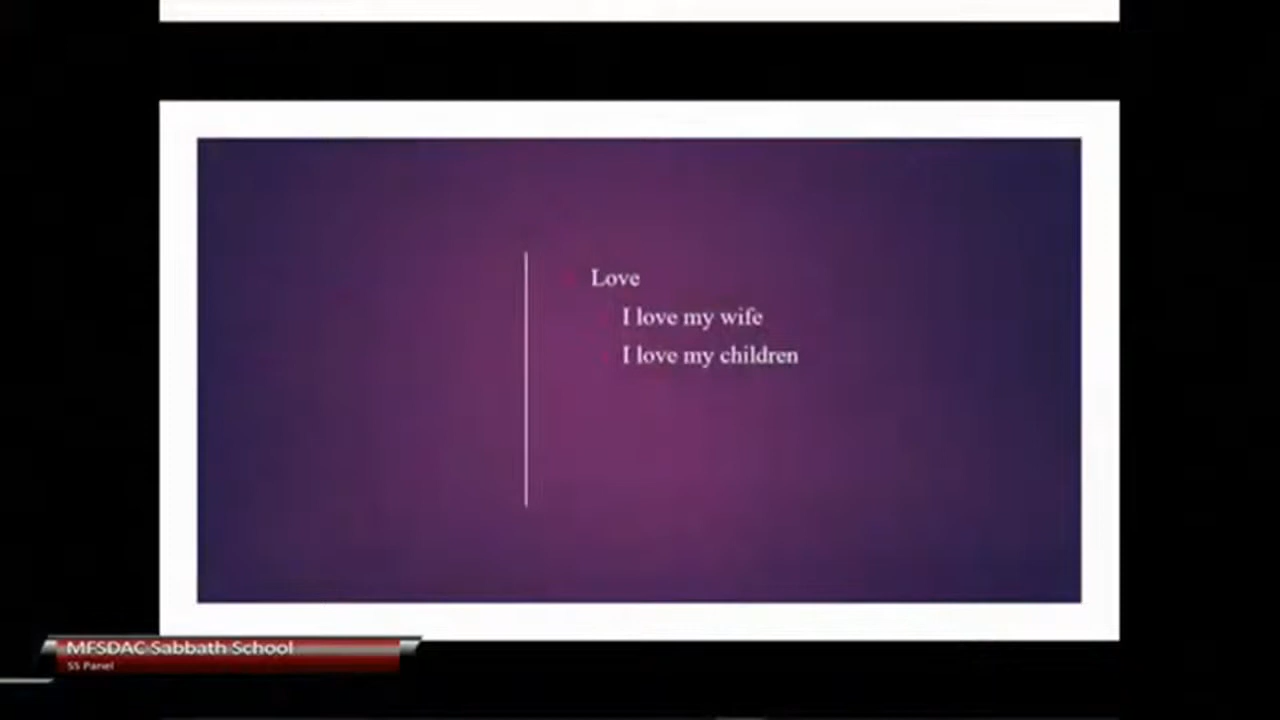 Love
I love my wife
I love my children
MFSDAC Sabbath School
SS Panel